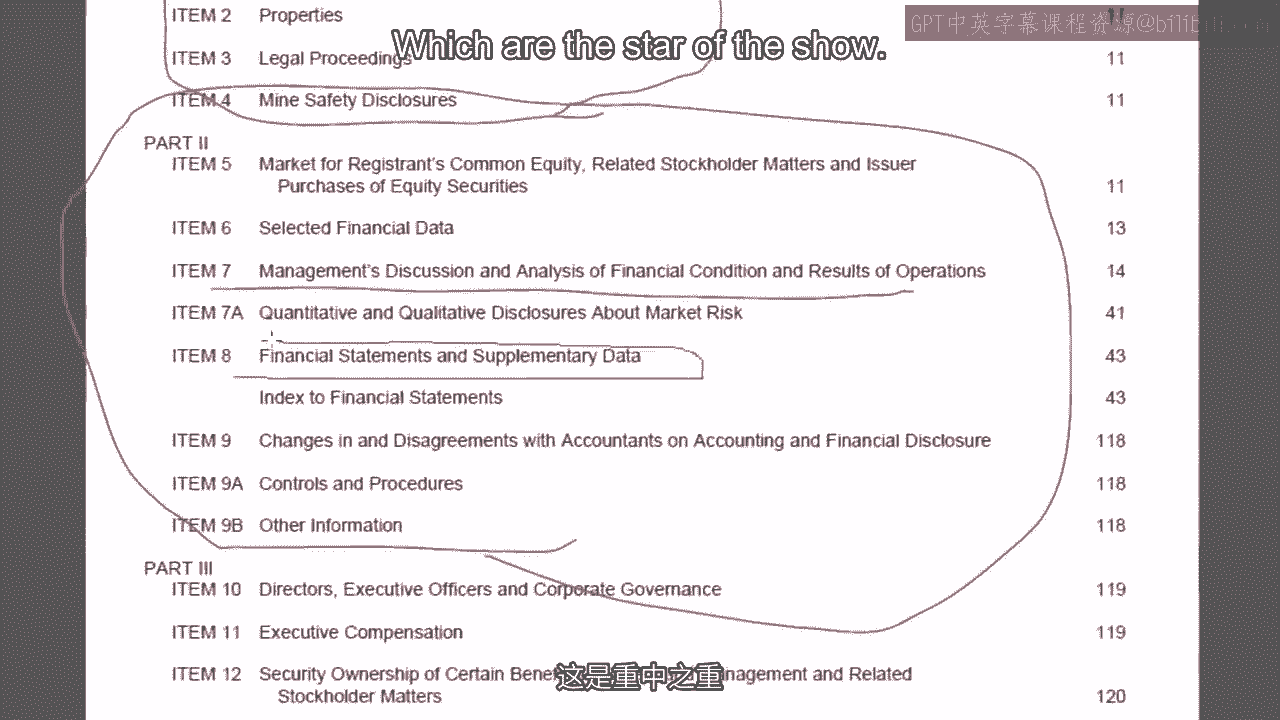 ITEM 2 Properties 11
GPT中英字幕课程资源@bilibili
Which are the star of the show.
ITEM 3 Legal Proceedings 11
ITEM 4 Mine Safety Disclosures 11
PART II
ITEM 5 Market for Registrant's Common Equity, Related Stockholder Matters and Issuer
Purchases of Equity Securities 11
ITEM 6 Selected Financial Data 13
ITEM 7 Management's Discussion and Analysis of Financial Condition and Results of Operations 14
ITEM 7A Quantitative and Qualitative Disclosures About Market Risk 41
ITEM 8 Financial Statements and Supplementary Data 43
Index to Financial Statements 43
ITEM 9 Changes in and Disagreements with Accountants on Accounting and Financial Disclosure 118
ITEM 9A Controls and Procedures 118
ITEM 9B Other Information 118
PART III
ITEM 10 Directors, Executive Officers and Corporate Governance 119
ITEM 11 Executive Compensation 119
ITEM 12 Security Ownership of Certain and Related
这是重中之重
Stockholder Matters 120